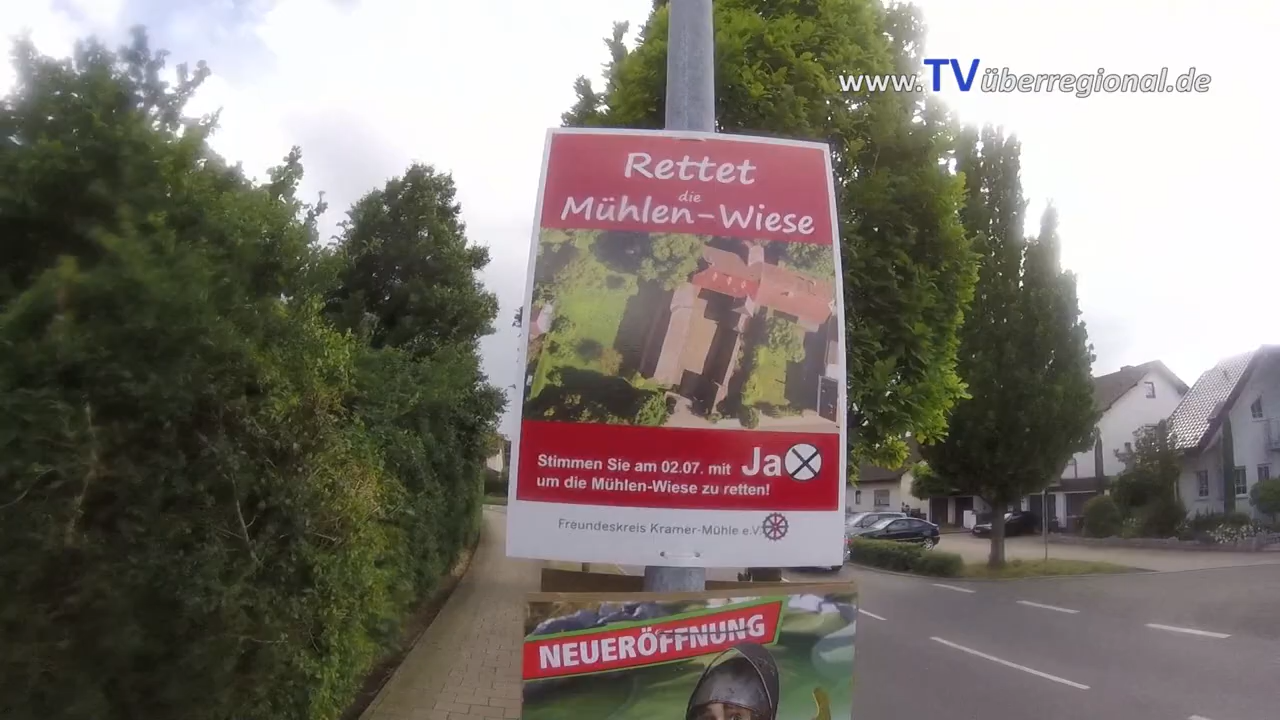 www.TVüberregional.de
Rettet
die
Mühlen-Wiese
Stimmen Sie am 02.07. mit Ja
um die Mühlen-Wiese zu retten!
Freundeskreis Kramer-Mühle e.V.
NEUERÖFFNUNG